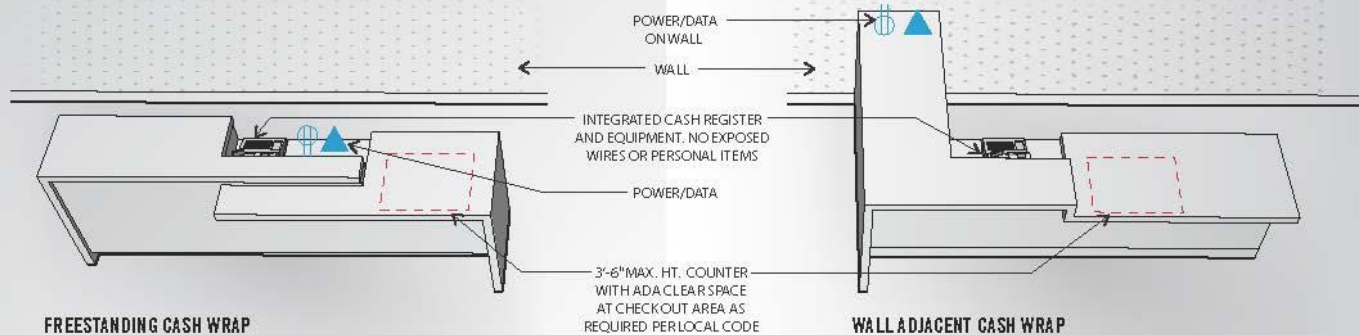 POWER/DATA
ON WALL
WALL
INTEGRATED CASH REGISTER
AND EQUIPMENT. NO EXPOSED
WIRES OR PERSONAL ITEMS
POWER/DATA
3'-6" MAX. HT. COUNTER
WITH ADA CLEAR SPACE
AT CHECKOUT AREA AS
REQUIRED PER LOCAL CODE
FREESTANDING CASH WRAP
WALL ADJACENT CASH WRAP